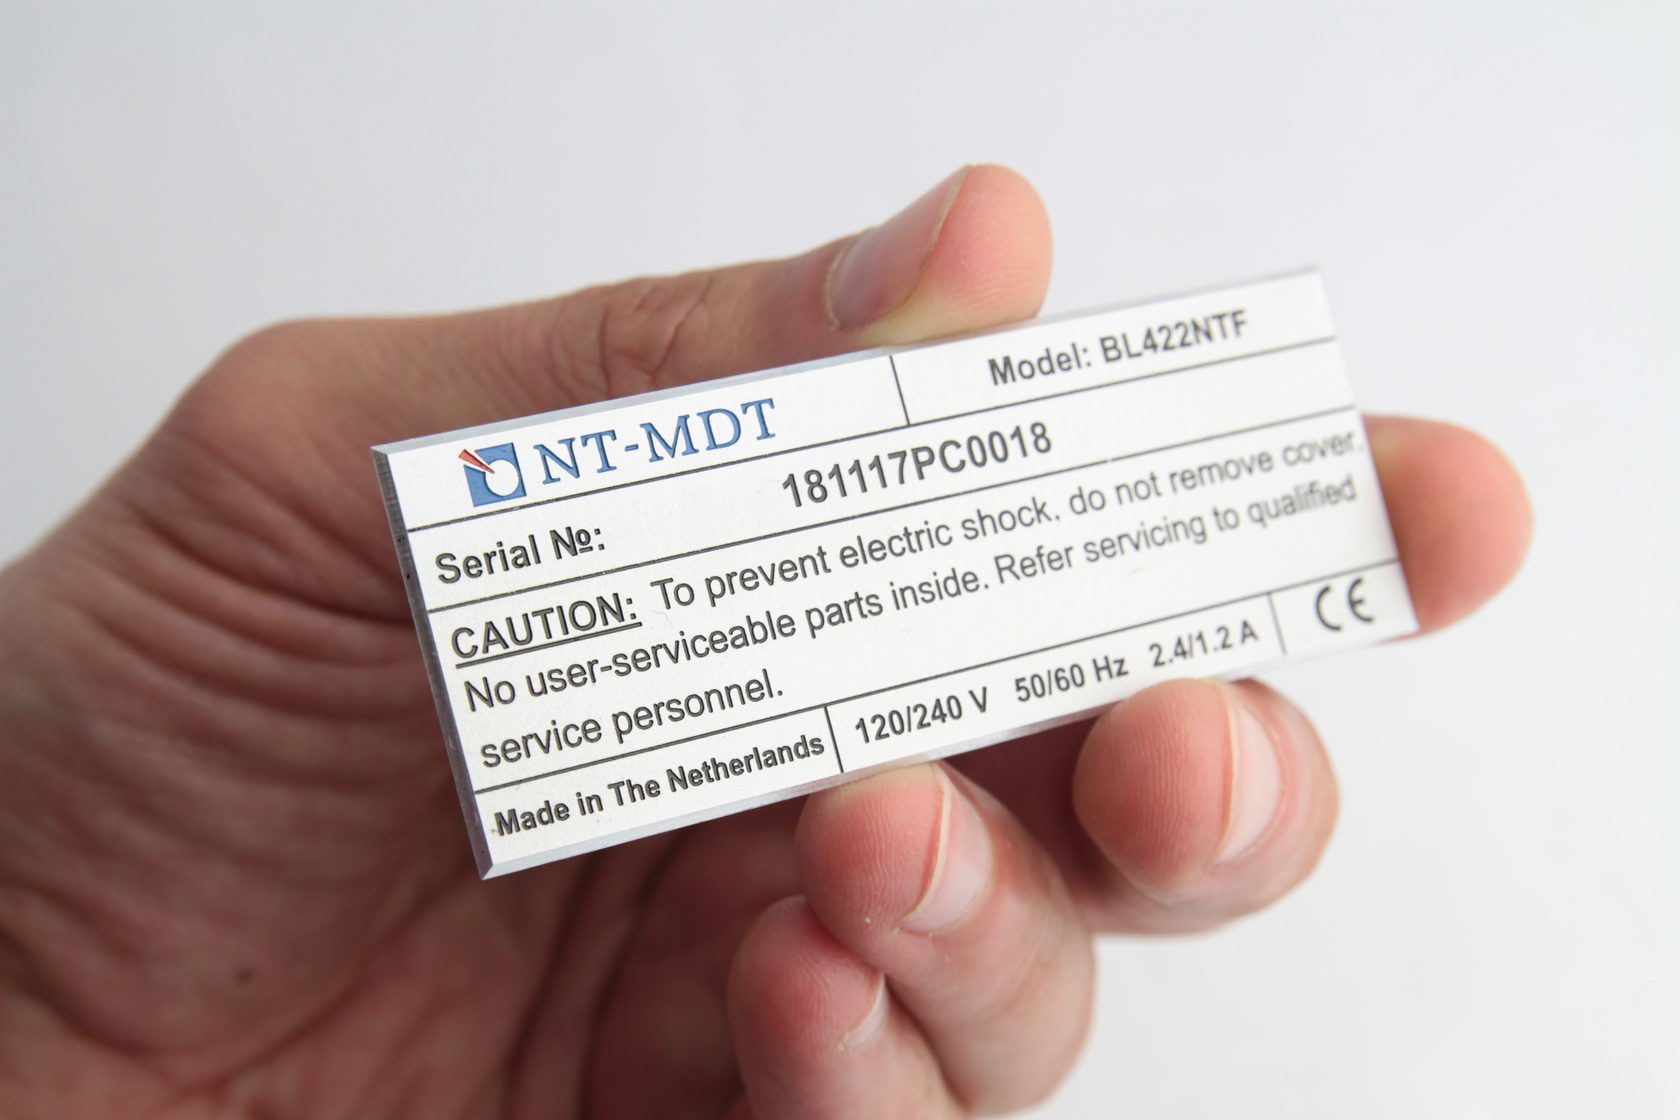 NT-MDT
Model: BL422NTF
Serial №: 181117PC0018
CAUTION: To prevent electric shock. do not remove cover.
No user-serviceable parts inside. Refer servicing to qualified
service personnel.
Made in The Netherlands
120/240 V 50/60 Hz 2.4/1.2 A
CE